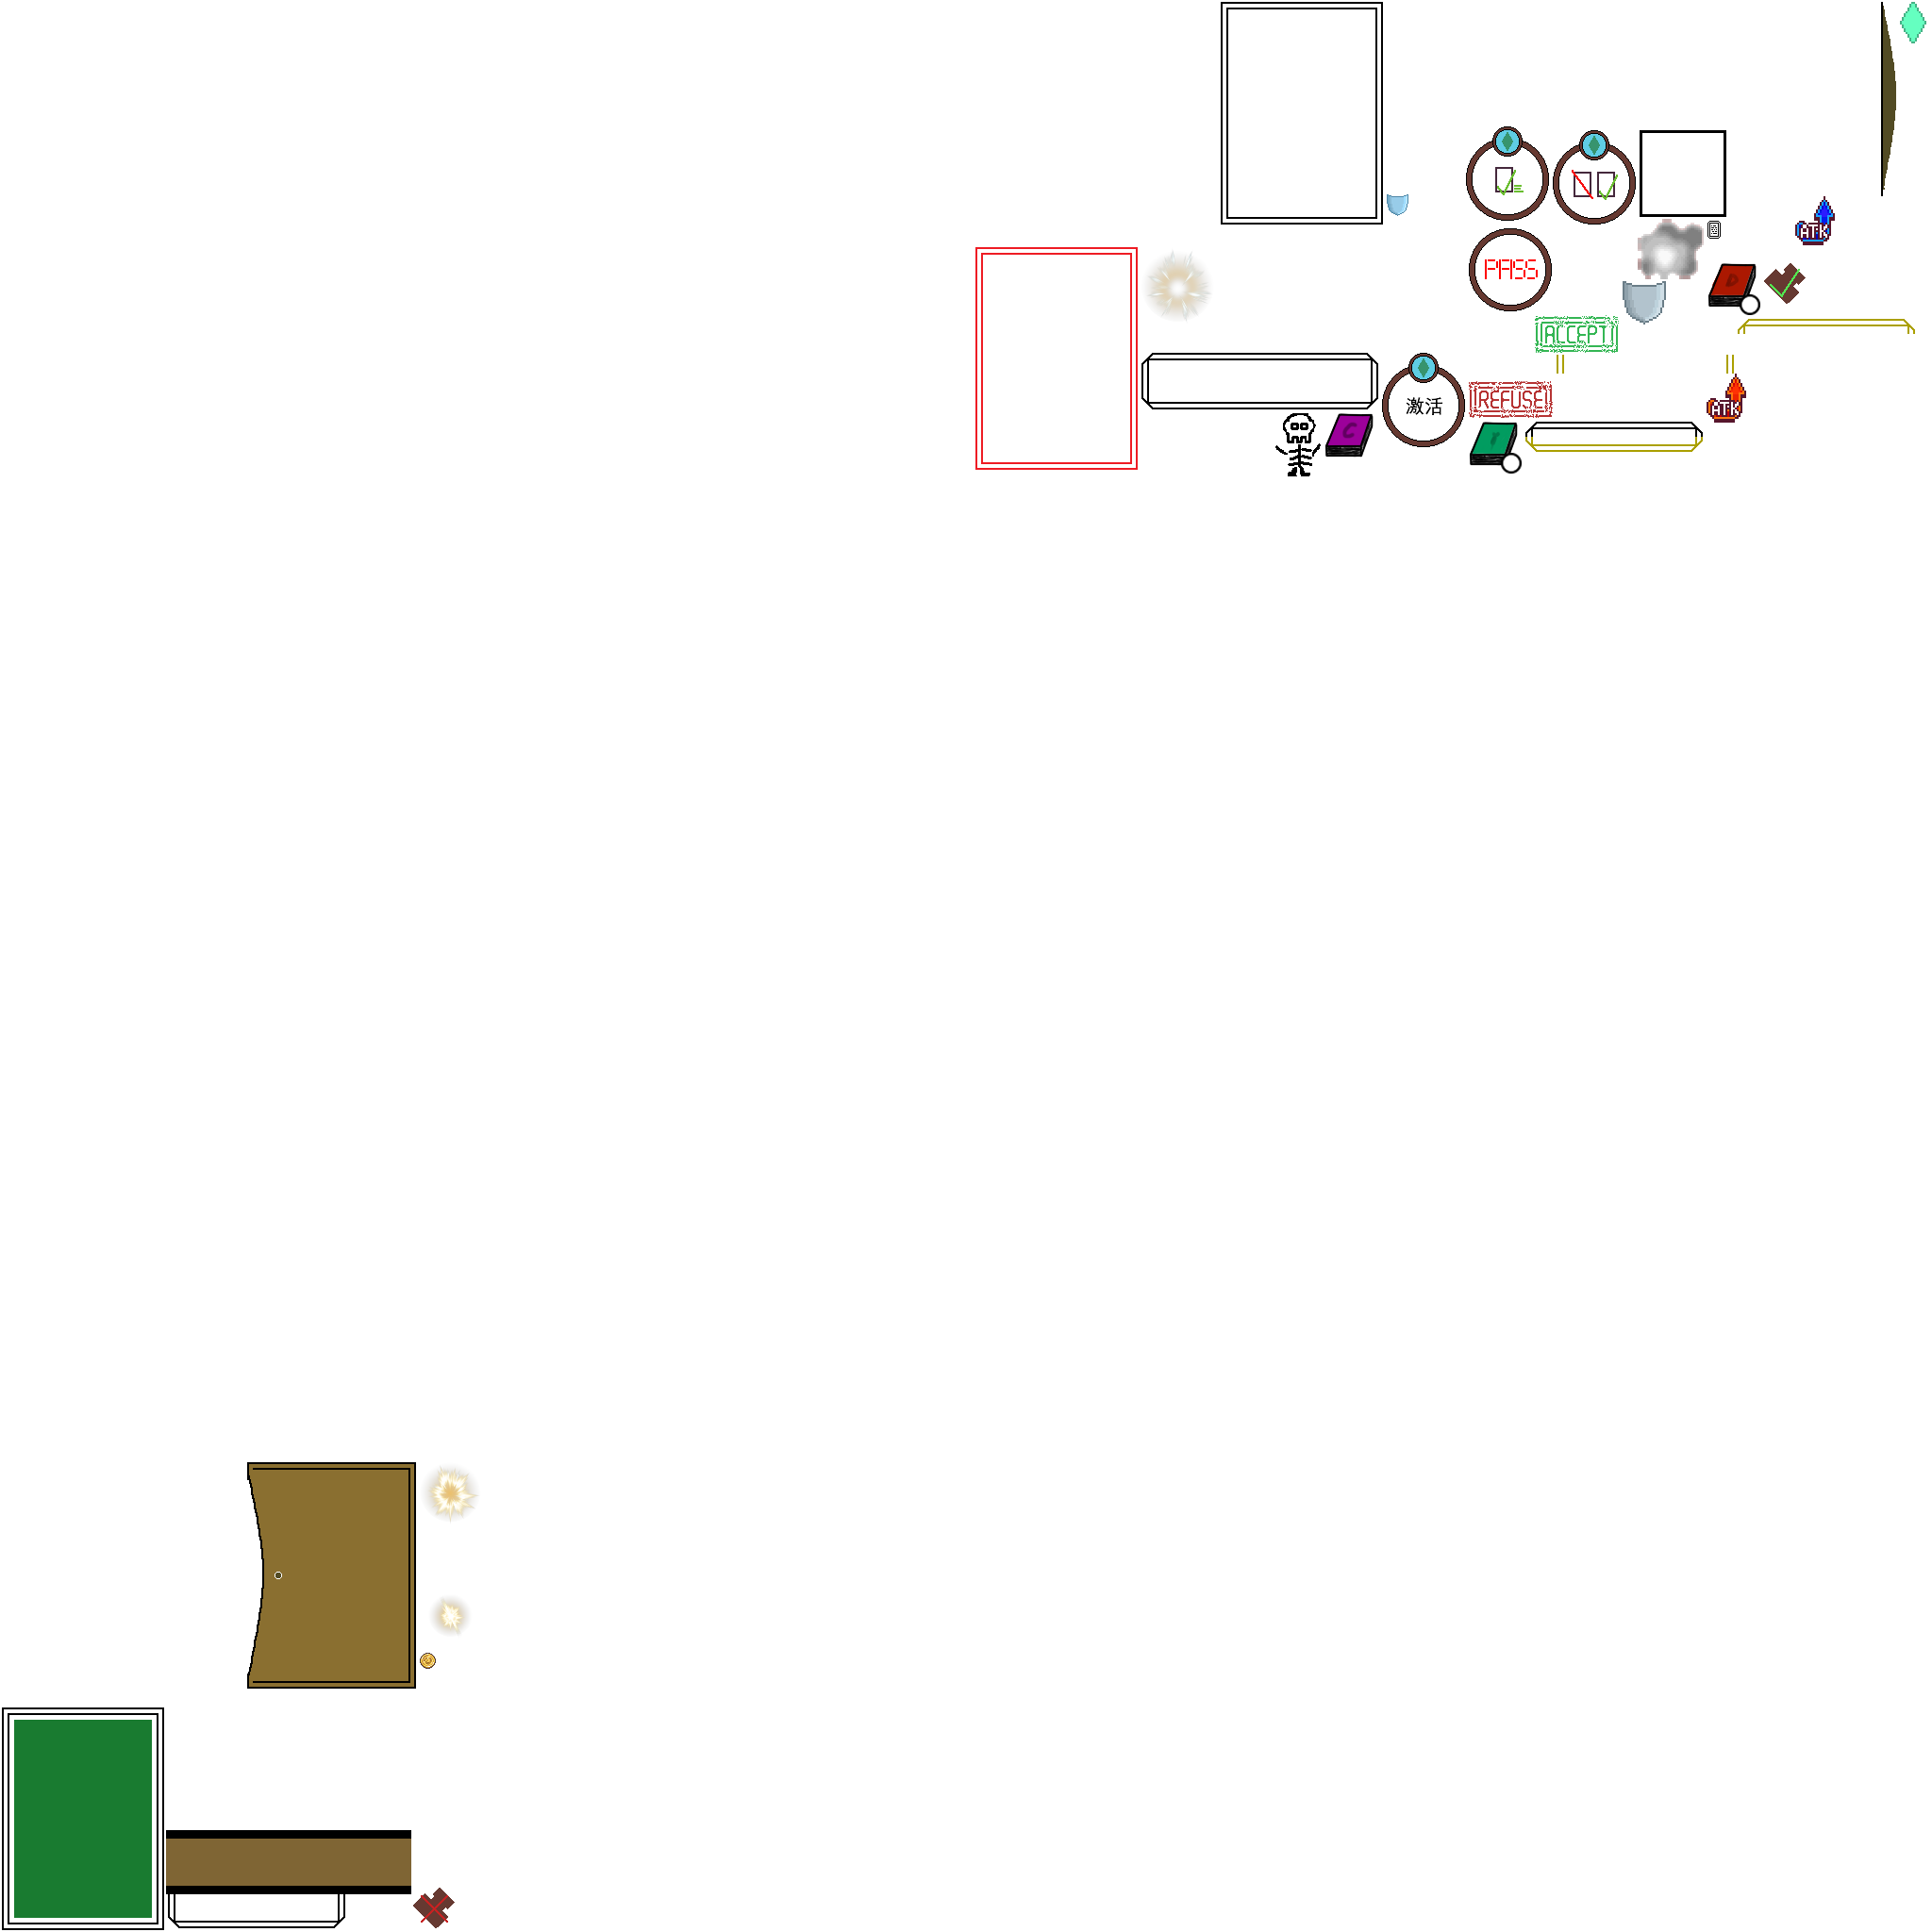 ATK
PASS
D
ACCEPT
激活
REFUSE
ATK
C
T